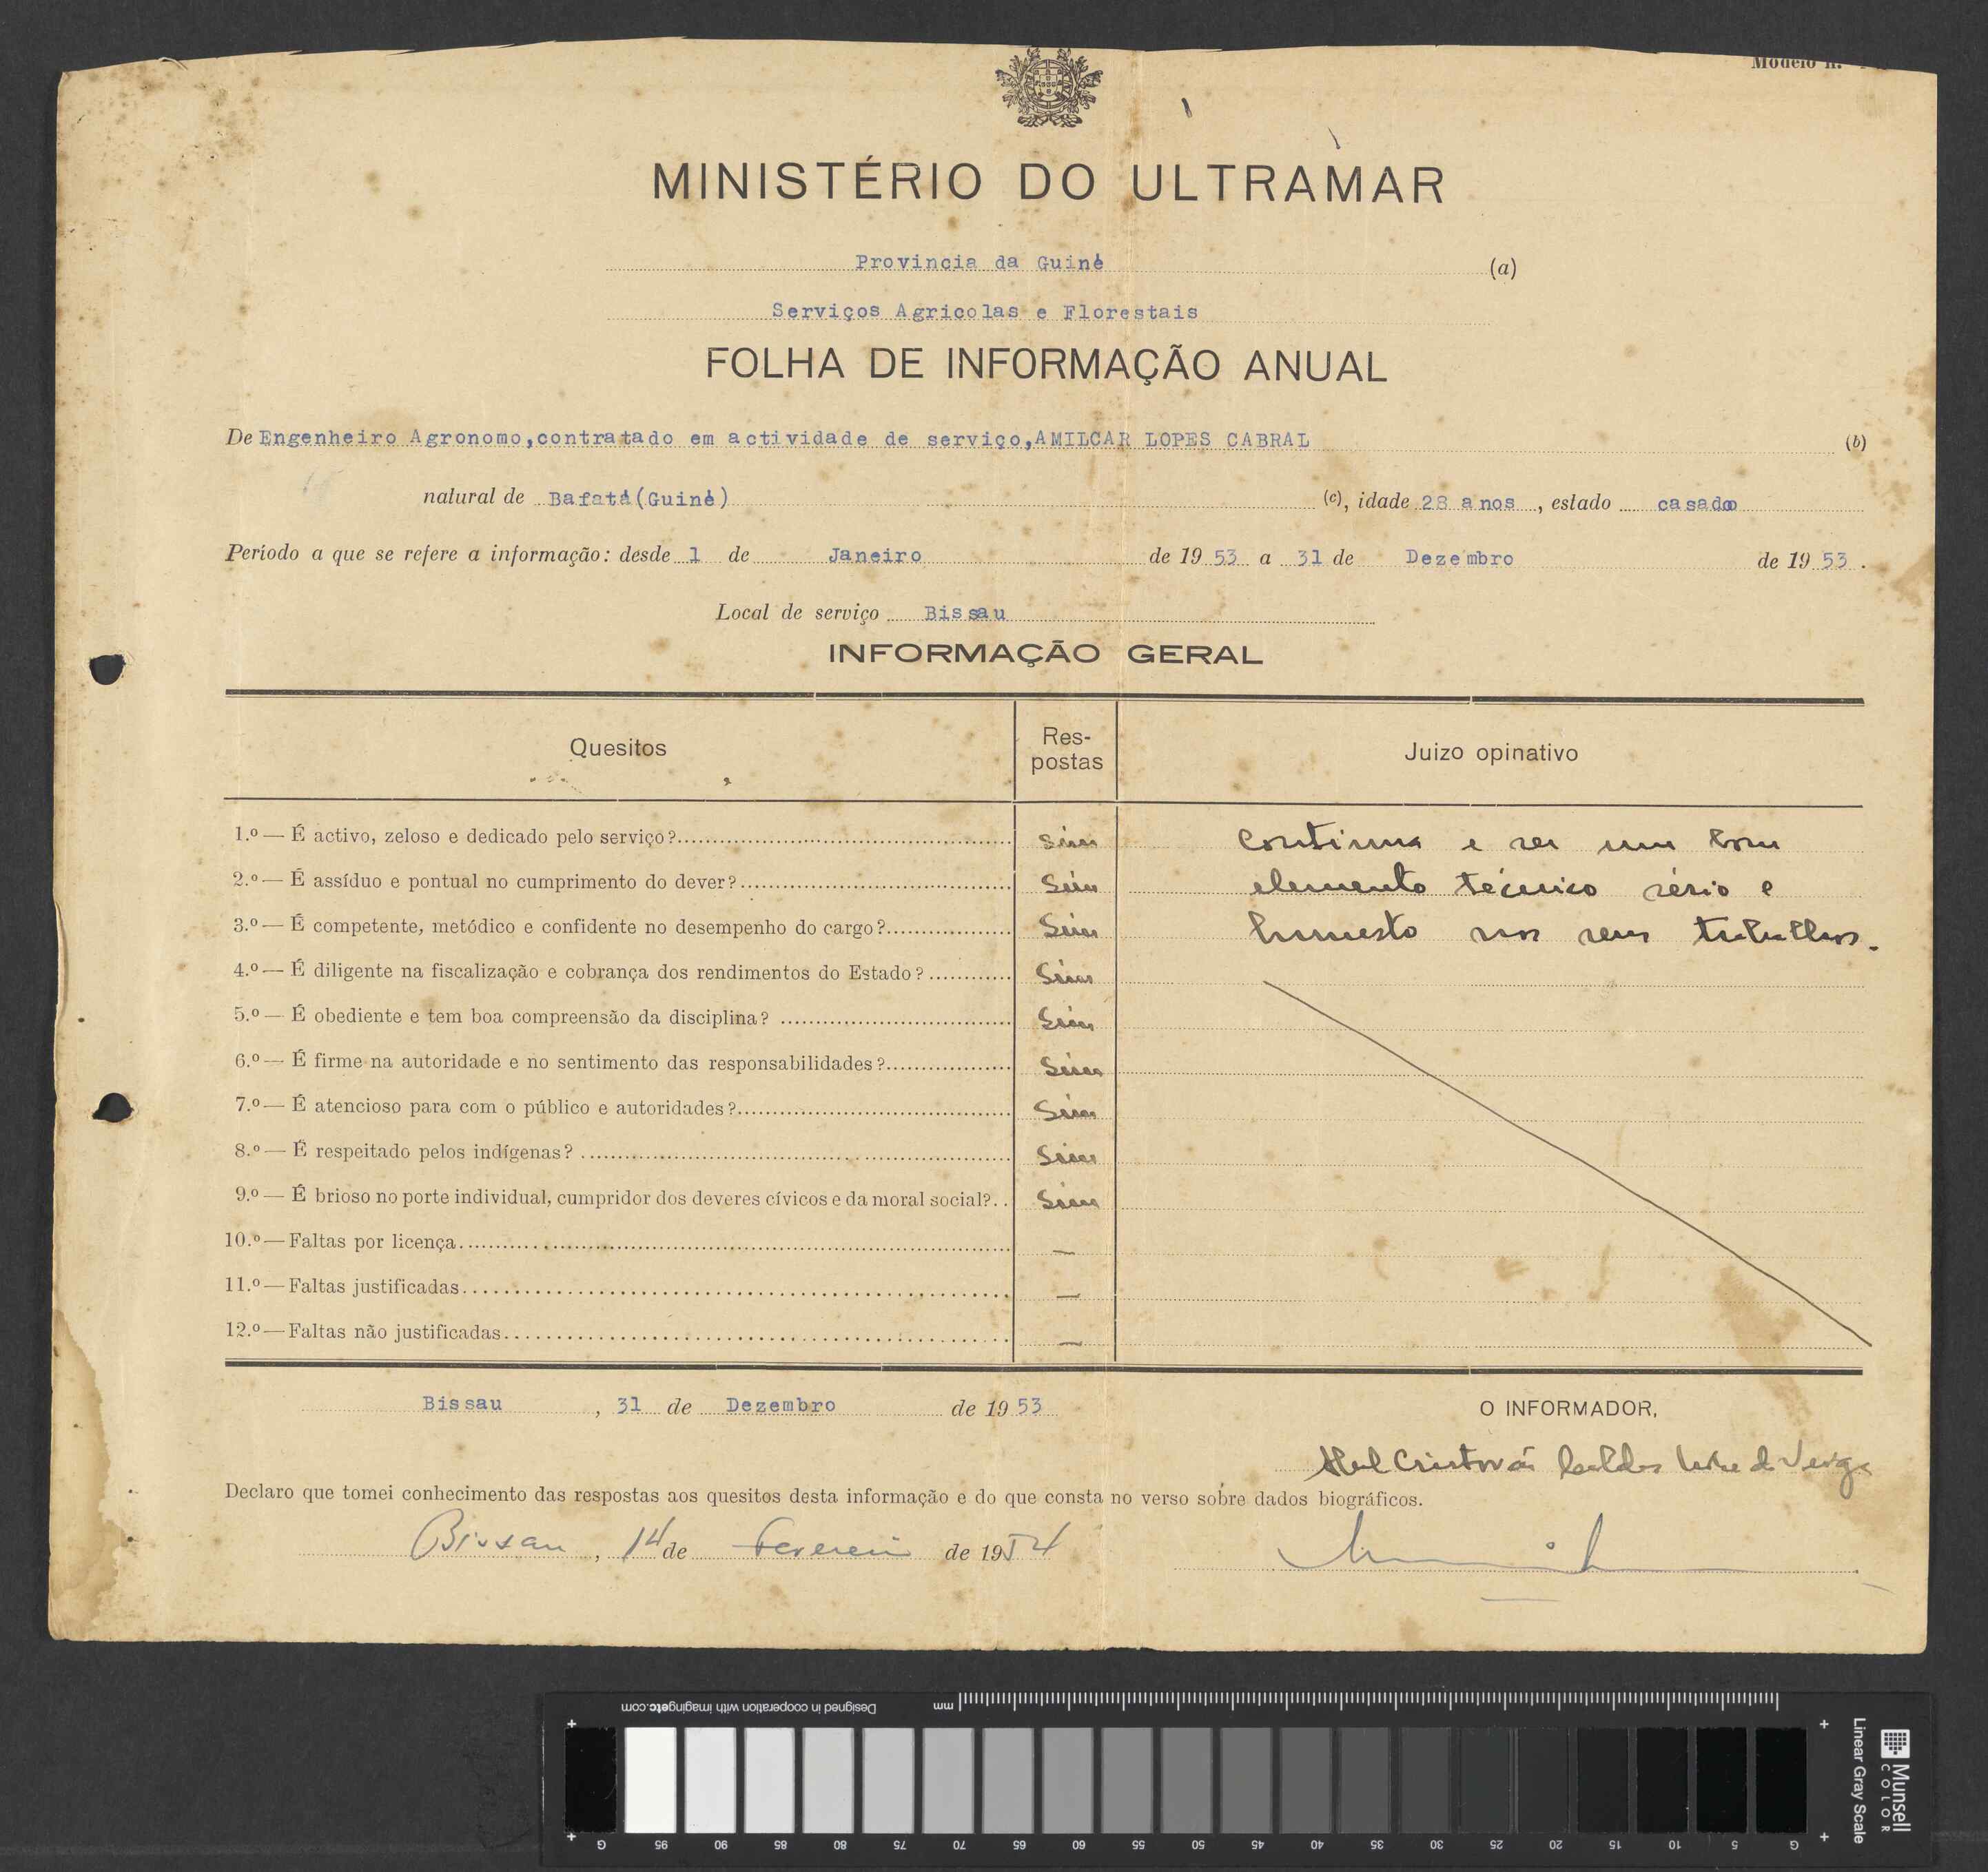 Modelo n.
MINISTÉRIO DO ULTRAMAR
Provincia da Guiné (a)
Serviços Agricolas e Florestais
FOLHA DE INFORMAÇÃO ANUAL
De Engenheiro Agronomo,contratado em actividade de serviço,AMILCAR LOPES CABRAL (b)
natural de Bafatá(Guiné) (c), idade 28 anos, estado casado
Período a que se refere a informação: desde 1 de Janeiro de 1953 a 31 de Dezembro de 1953.
Local de serviço Bissau
INFORMAÇÃO GERAL
Quesitos
Res-
postas
Juizo opinativo
1.º — É activo, zeloso e dedicado pelo serviço? Sim Continua a ser um bom
2.º — É assíduo e pontual no cumprimento do dever? Sim elemento técnico sério e
3.º — É competente, metódico e confidente no desempenho do cargo? Sim honesto nos seus trabalhos.
4.º — É diligente na fiscalização e cobrança dos rendimentos do Estado? Sim
5.º — É obediente e tem boa compreensão da disciplina? Sim
6.º — É firme na autoridade e no sentimento das responsabilidades? Sim
7.º — É atencioso para com o público e autoridades? Sim
8.º — É respeitado pelos indígenas? Sim
9.º — É brioso no porte individual, cumpridor dos deveres cívicos e da moral social? Sim
10.º — Faltas por licença —
11.º — Faltas justificadas —
12.º — Faltas não justificadas —
Bissau, 31 de Dezembro de 1953
O INFORMADOR,
Cristovão Caldas
Declaro que tomei conhecimento das respostas aos quesitos desta informação e do que consta no verso sobre dados biográficos.
Bissau, 14 de Fevereiro de 1954
Designed in cooperation with imagingetc.com
mm
G 95 90 85 80 75 70 65 60 55 50 45 40 35 30 25 20 15 10 5 G
Linear Gray Scale
Munsell
COLOR